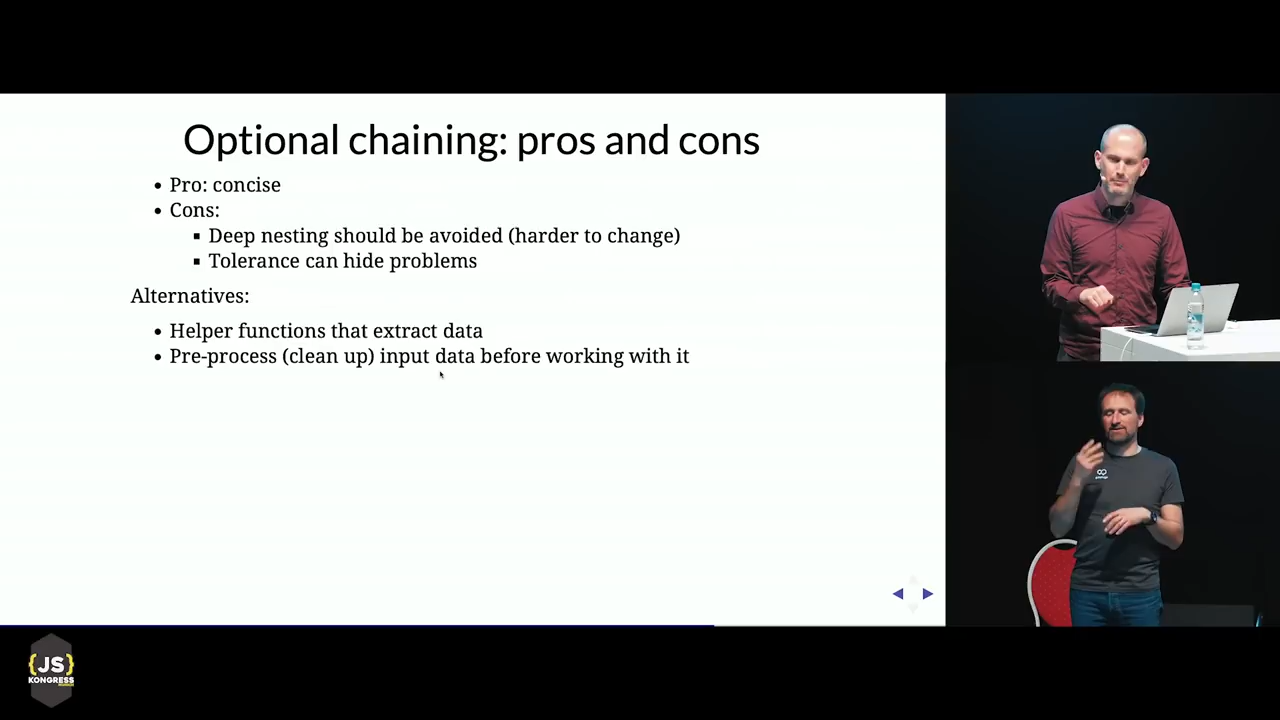 Optional chaining: pros and cons
Pro: concise
Cons:
Deep nesting should be avoided (harder to change)
Tolerance can hide problems
Alternatives:
Helper functions that extract data
Pre-process (clean up) input data before working with it
{JS}
KONGRESS